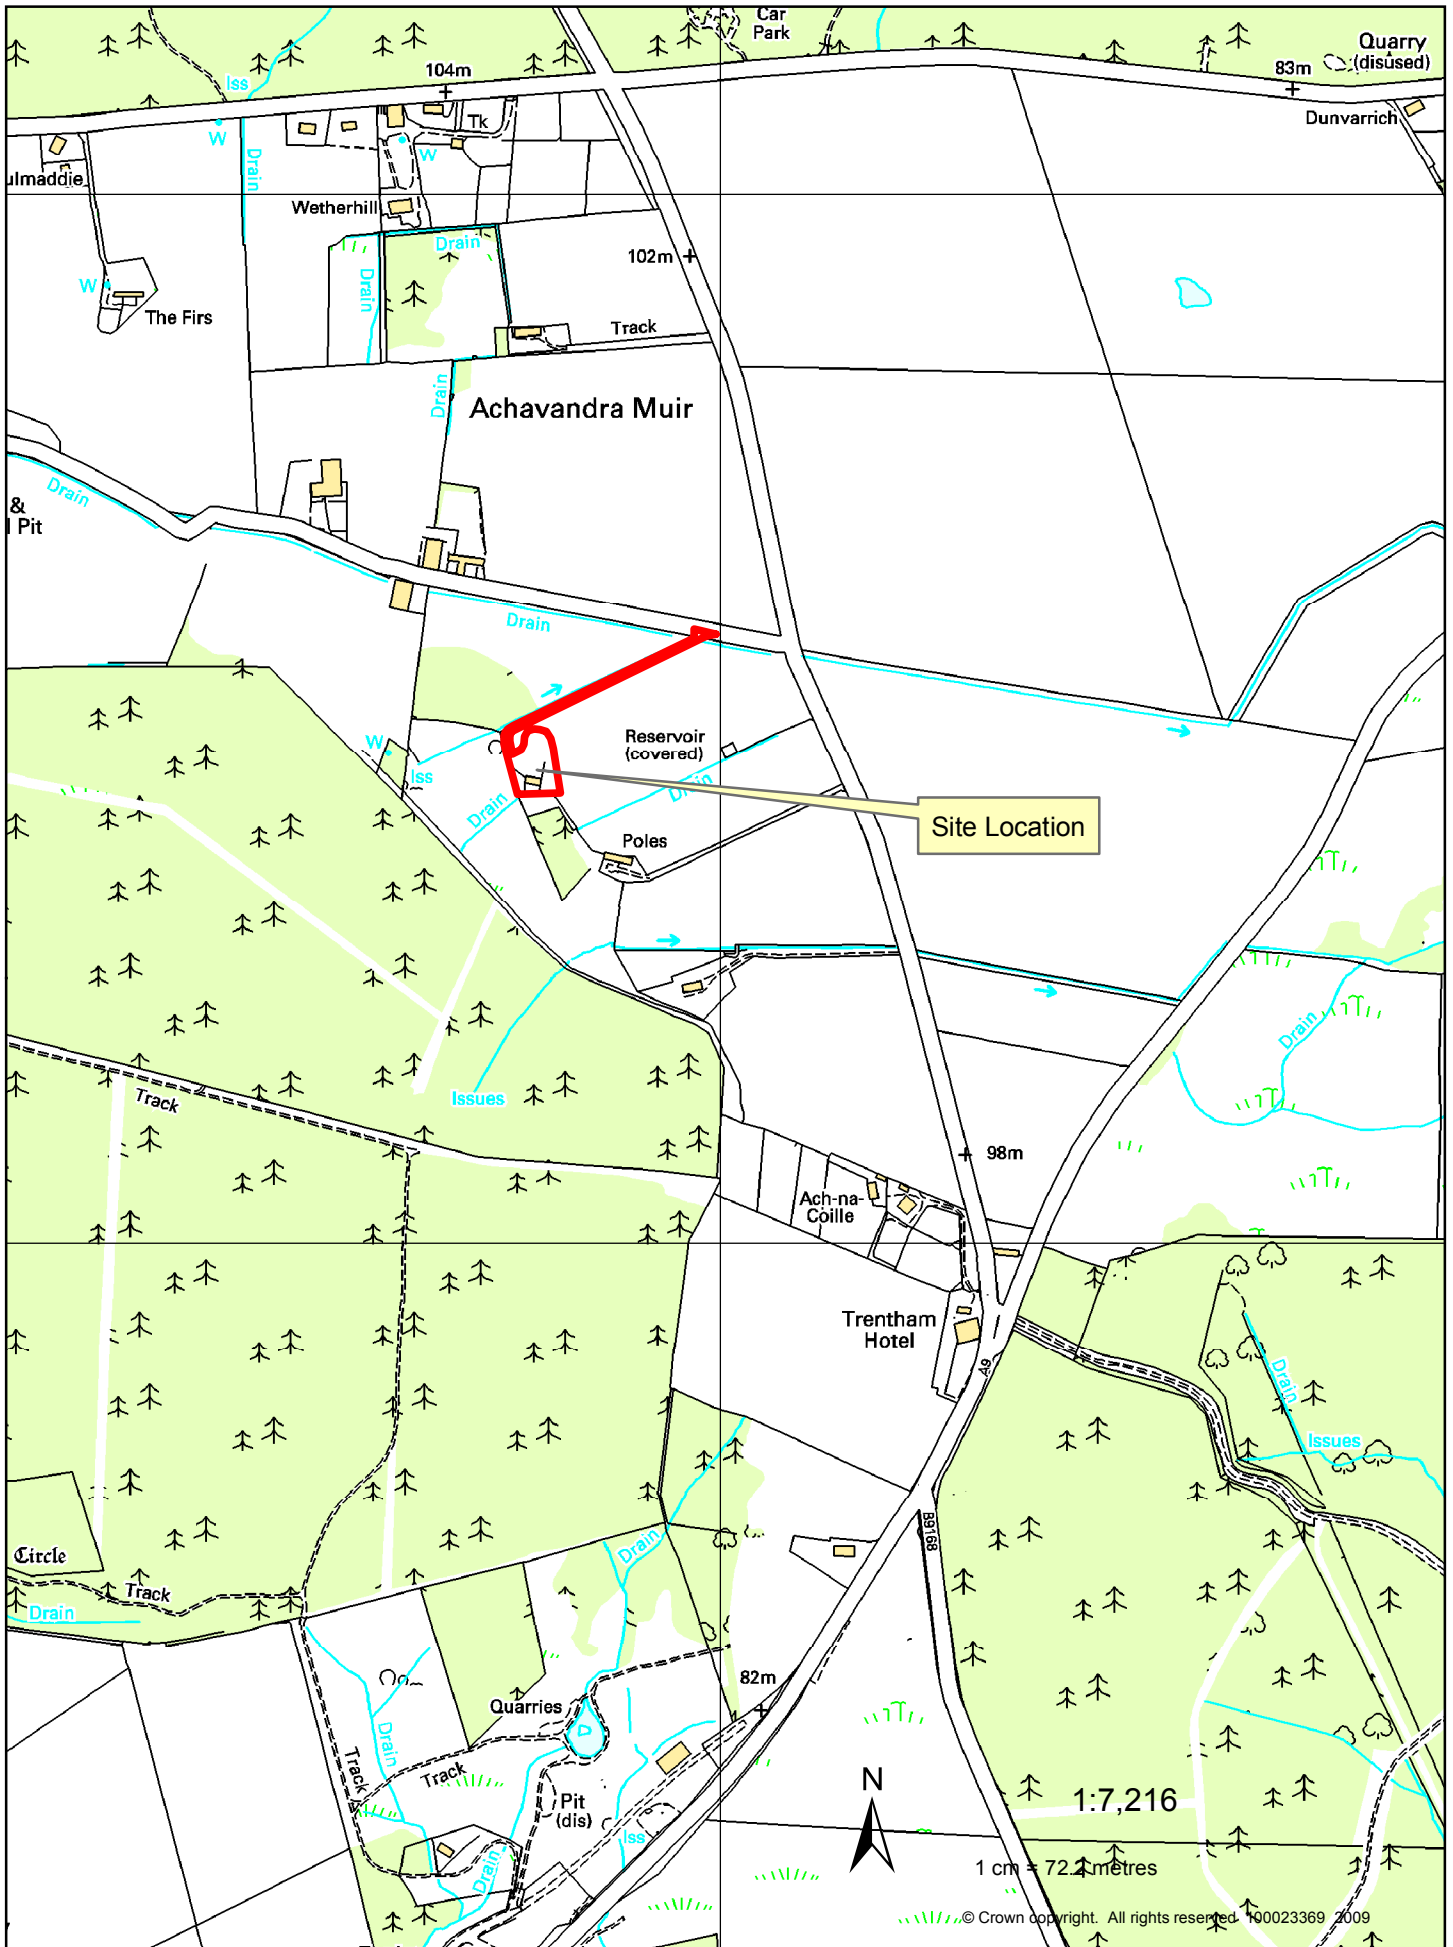 Car
Park
Quarry
(disused)
Iss
104m
83m
W
Tk
Dunvarrich
W
Drain
ulmaddie
Wetherhill
Drain
102m
W
Drain
The Firs
Track
Drain
Achavandra Muir
Drain
&
l Pit
Drain
Reservoir
(covered)
W
Iss
Drain
Drain
Site Location
Poles
Track
Issues
Drain
98m
Ach-na-
Coille
Trentham
Hotel
A9
Drain
Issues
B9168
Circle
Track
Drain
Drain
82m
Quarries
Drain
Track
Track
Pit
(dis)
Iss
Drain
N
1:7,216
1 cm = 72.2 metres
© Crown copyright. All rights reserved 100023369 2009